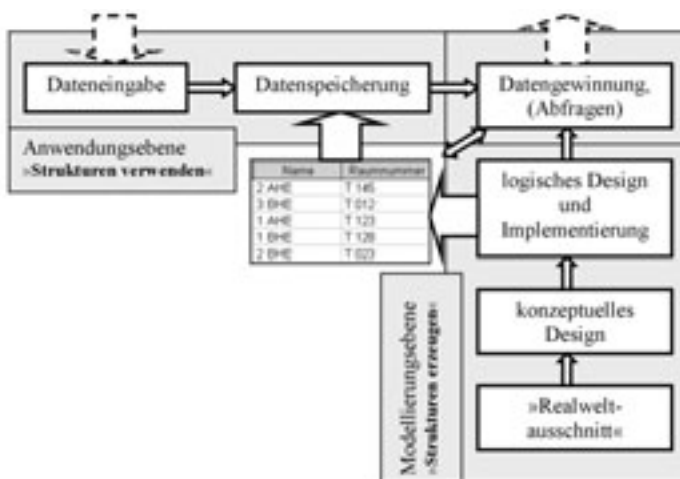 Dateneingabe
Datenspeicherung
Datengewinnung,
(Abfragen)
Anwendungsebene
»Strukturen verwenden«
Name Raumnummer
2 AHE T 145
3 BHE T 012
1 AHE T 123
1 BHE T 128
2 BHE T 023
logisches Design
und
Implementierung
konzeptuelles
Design
»Realwelt-
ausschnitt«
Modellierungsebene
»Strukturen erzeugen«